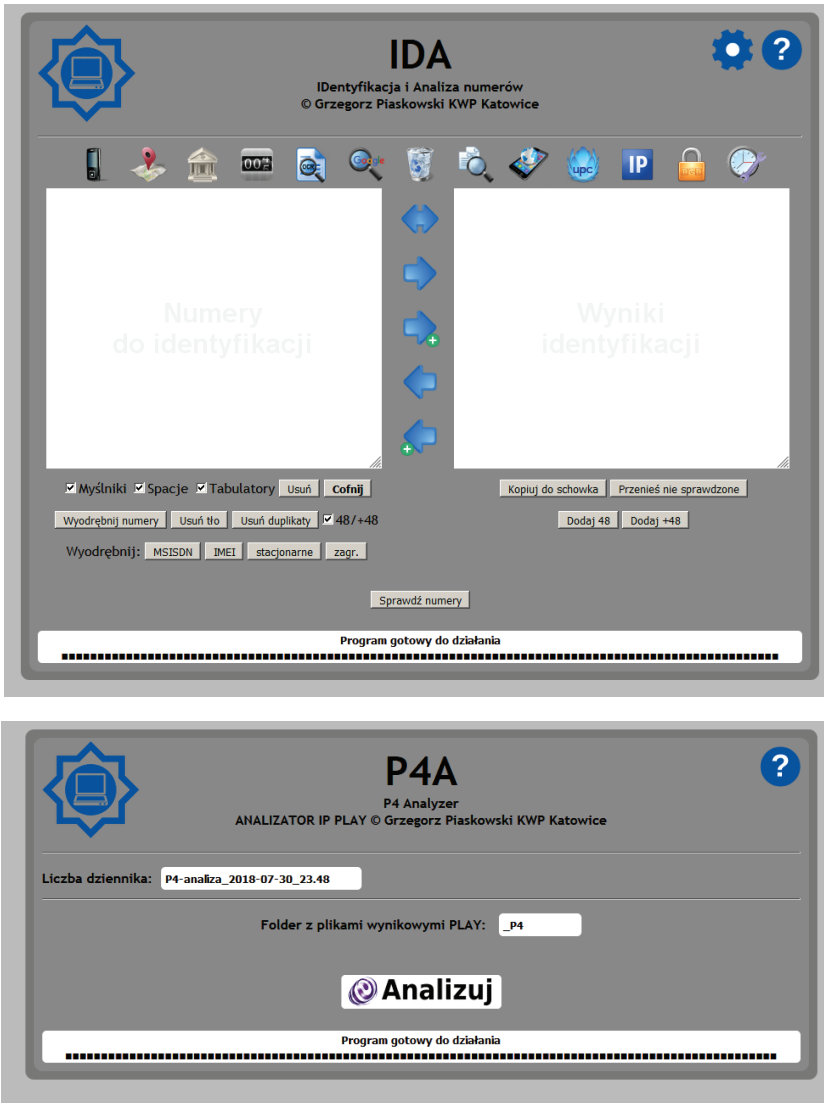 IDA
IDentyfikacja i Analiza numerów
© Grzegorz Piaskowski KWP Katowice
?
Google
upc
IP
Numery
do identyfikacji
Wyniki
identyfikacji
Myślniki Spacje Tabulatory Usuń Cofnij
Kopiuj do schowka Przenieś nie sprawdzone
Wyodrębnij numery Usuń tło Usuń duplikaty 48/+48
Dodaj 48 Dodaj +48
Wyodrębnij: MSISDN IMEI stacjonarne zagr.
Sprawdź numery
Program gotowy do działania
P4A
P4 Analyzer
ANALIZATOR IP PLAY © Grzegorz Piaskowski KWP Katowice
?
Liczba dziennika: P4-analiza_2018-07-30_23.48
Folder z plikami wynikowymi PLAY: _P4
Analizuj
Program gotowy do działania